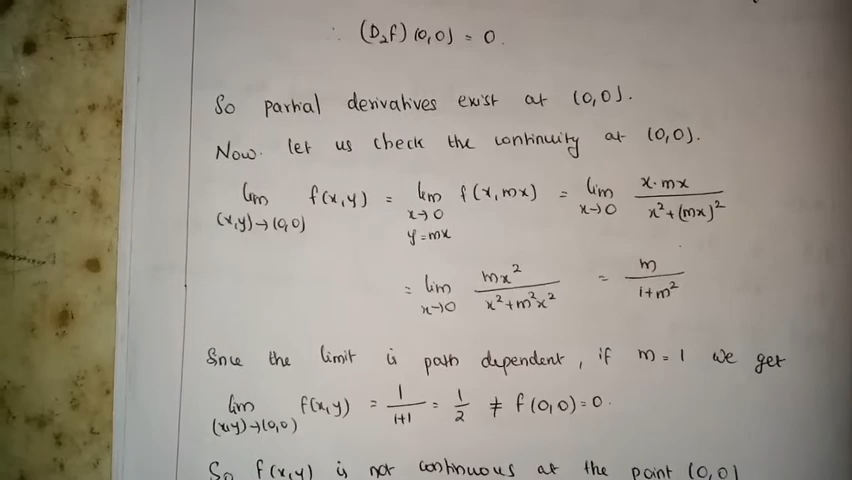 ∴ (D₂f)(0,0) = 0.
So partial derivatives exist at (0,0).
Now. let us check the continuity at (0,0).
lim (x,y)→(0,0) f(x,y) = lim x→0 y=mx f(x,mx) = lim x→0 x·mx / x²+(mx)²
= lim x→0 mx² / x²+m²x² = m / 1+m²
Since the limit is path dependent, if m = 1 we get
lim (x,y)→(0,0) f(x,y) = 1 / 1+1 = 1/2 ≠ f(0,0) = 0.
So f(x,y) is not continuous at the point (0,0)